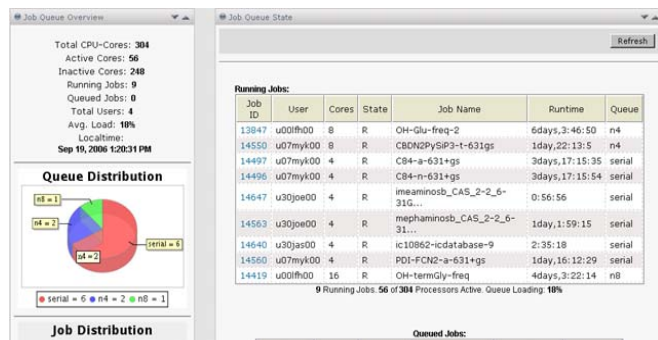 Job Queue Overview
Total CPU-Cores: 304
Active Cores: 56
Inactive Cores: 248
Running Jobs: 9
Queued Jobs: 0
Total Users: 4
Avg. Load: 18%
Localtime:
Sep 19, 2006 1:20:31 PM
Queue Distribution
n8 = 1
n4 = 2
n4 = 2
serial = 6
serial = 6 n4 = 2 n8 = 1
Job Distribution
Job Queue State
Refresh
Running Jobs:
Job ID User Cores State Job Name Runtime Queue
13847 u00lfh00 8 R OH-Glu-freq-2 6days,3:46:50 n4
14550 u07myk00 8 R CBDN2PySiP3-t-631gs 1day,22:13:5 n4
14497 u07myk00 4 R C84-a-631+gs 3days,17:15:35 serial
14496 u07myk00 4 R C84-n-631+gs 3days,17:15:54 serial
14647 u30joe00 4 R imeaminosb_CAS_2-2_6-31G... 0:56:56 serial
14563 u30joe00 4 R mephaminosb_CAS_2-2_6-31... 1day,1:59:15 serial
14640 u30jas00 4 R ic10862-icdatabase-9 2:35:18 serial
14560 u07myk00 4 R PDI-FCN2-a-631+gs 1day,16:12:29 serial
14419 u00lfh00 16 R OH-termGly-freq 4days,3:22:14 n8
9 Running Jobs. 56 of 304 Processors Active. Queue Loading: 18%
Queued Jobs: